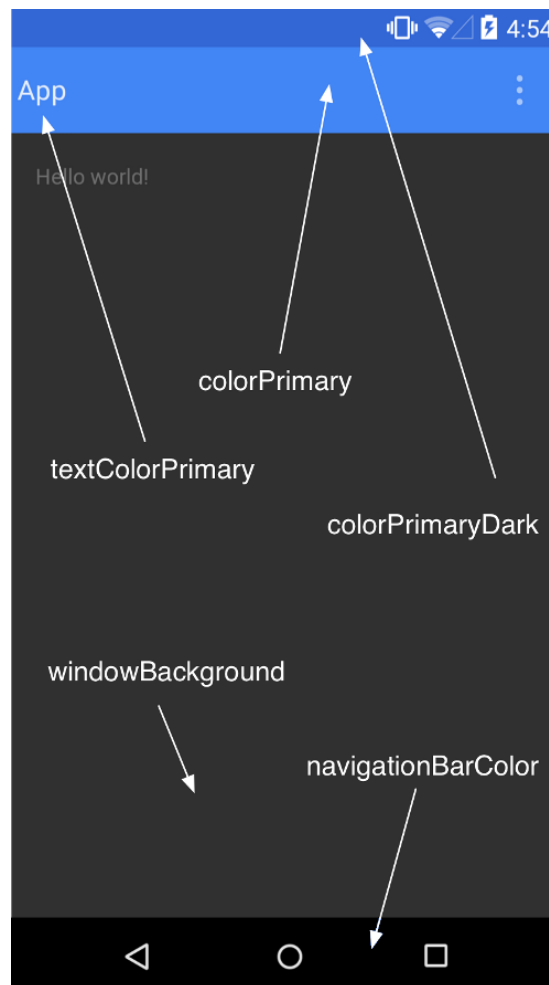 4:54
App
Hello world!
colorPrimary
textColorPrimary
colorPrimaryDark
windowBackground
navigationBarColor